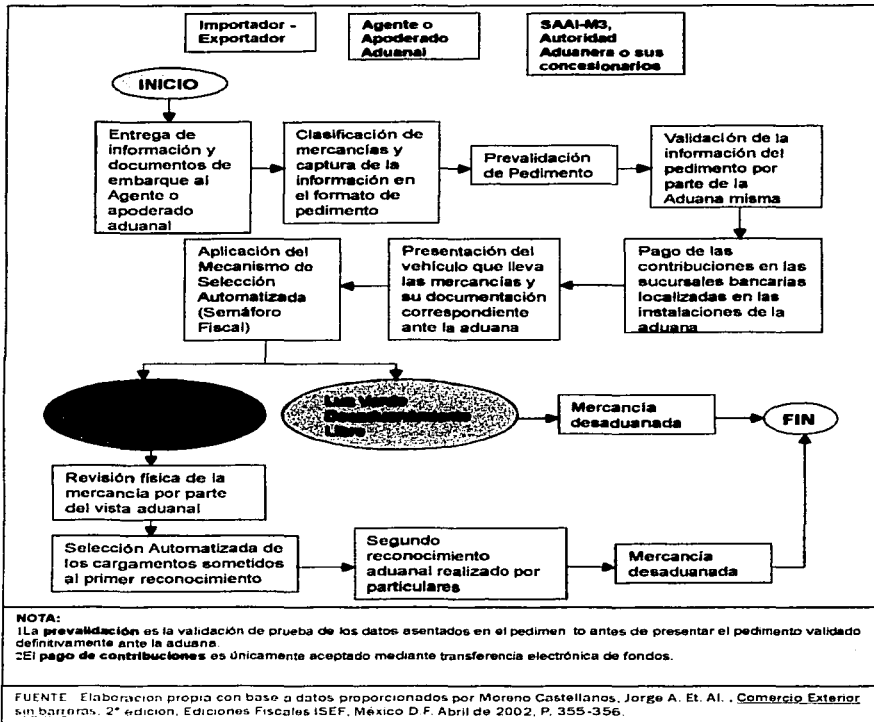 Importador -
Exportador
Agente o
Apoderado
Aduanal
SAAI-M3,
Autoridad
Aduanera o sus
concesionarios
INICIO
Entrega de
información y
documentos de
embarque al
Agente o
apoderado
aduanal
Clasificación de
mercancías y
captura de la
información en
el formato de
pedimento
Prevalidación
de Pedimento
Validación de la
información del
pedimento por
parte de la
Aduana misma
Aplicación del
Mecanismo de
Selección
Automatizada
(Semáforo
Fiscal)
Presentación del
vehículo que lleva
las mercancías y
su documentación
correspondiente
ante la aduana
Pago de las
contribuciones en las
sucursales bancarias
localizadas en las
instalaciones de la
aduana
Luz Verde
Libre
Mercancía
desaduanada
FIN
Revisión física de la
mercancía por parte
del vista aduanal
Selección Automatizada de
los cargamentos sometidos
al primer reconocimiento
Segundo
reconocimiento
aduanal realizado por
particulares
Mercancía
desaduanada
NOTA:
1La prevalidación es la validación de prueba de los datos asentados en el pedimen to antes de presentar el pedimento validado
definitivamente ante la aduana.
2El pago de contribuciones es únicamente aceptado mediante transferencia electrónica de fondos.
FUENTE Elaboración propia con base a datos proporcionados por Moreno Castellanos, Jorge A. Et. Al. , Comercio Exterior
sin barreras. 2ª edición, Ediciones Fiscales ISEF, México D.F. Abril de 2002, P. 355-356.